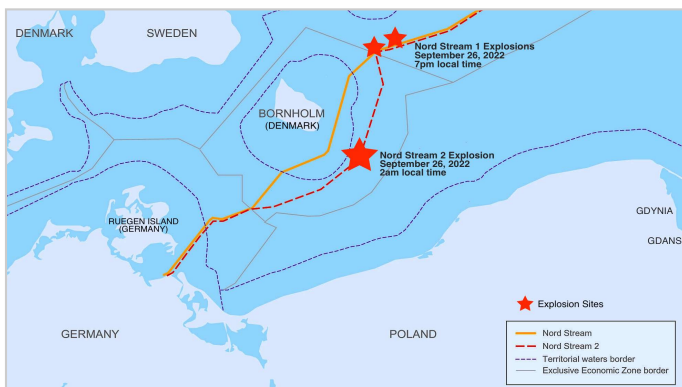 DENMARK
SWEDEN
Nord Stream 1 Explosions
September 26, 2022
7pm local time
BORNHOLM
(DENMARK)
Nord Stream 2 Explosion
September 26, 2022
2am local time
RUEGEN ISLAND
(GERMANY)
GDYNIA
GDANS
Explosion Sites
GERMANY
POLAND
Nord Stream
Nord Stream 2
Territorial waters border
Exclusive Economic Zone border